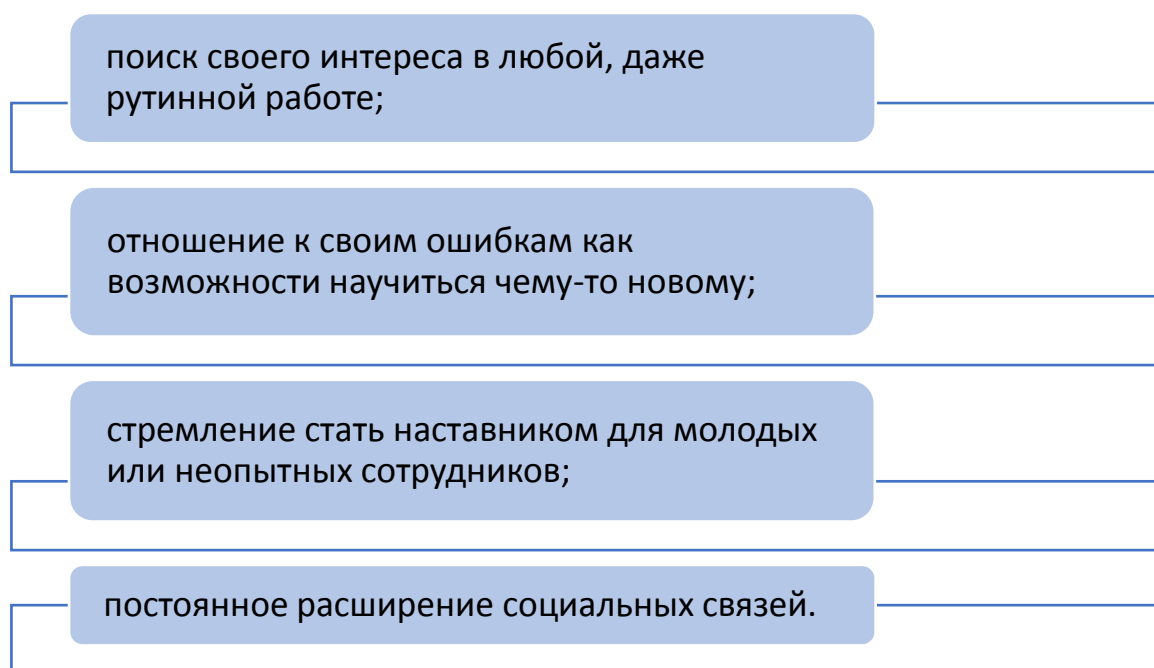 поиск своего интереса в любой, даже
рутинной работе;
отношение к своим ошибкам как
возможности научиться чему-то новому;
стремление стать наставником для молодых
или неопытных сотрудников;
постоянное расширение социальных связей.